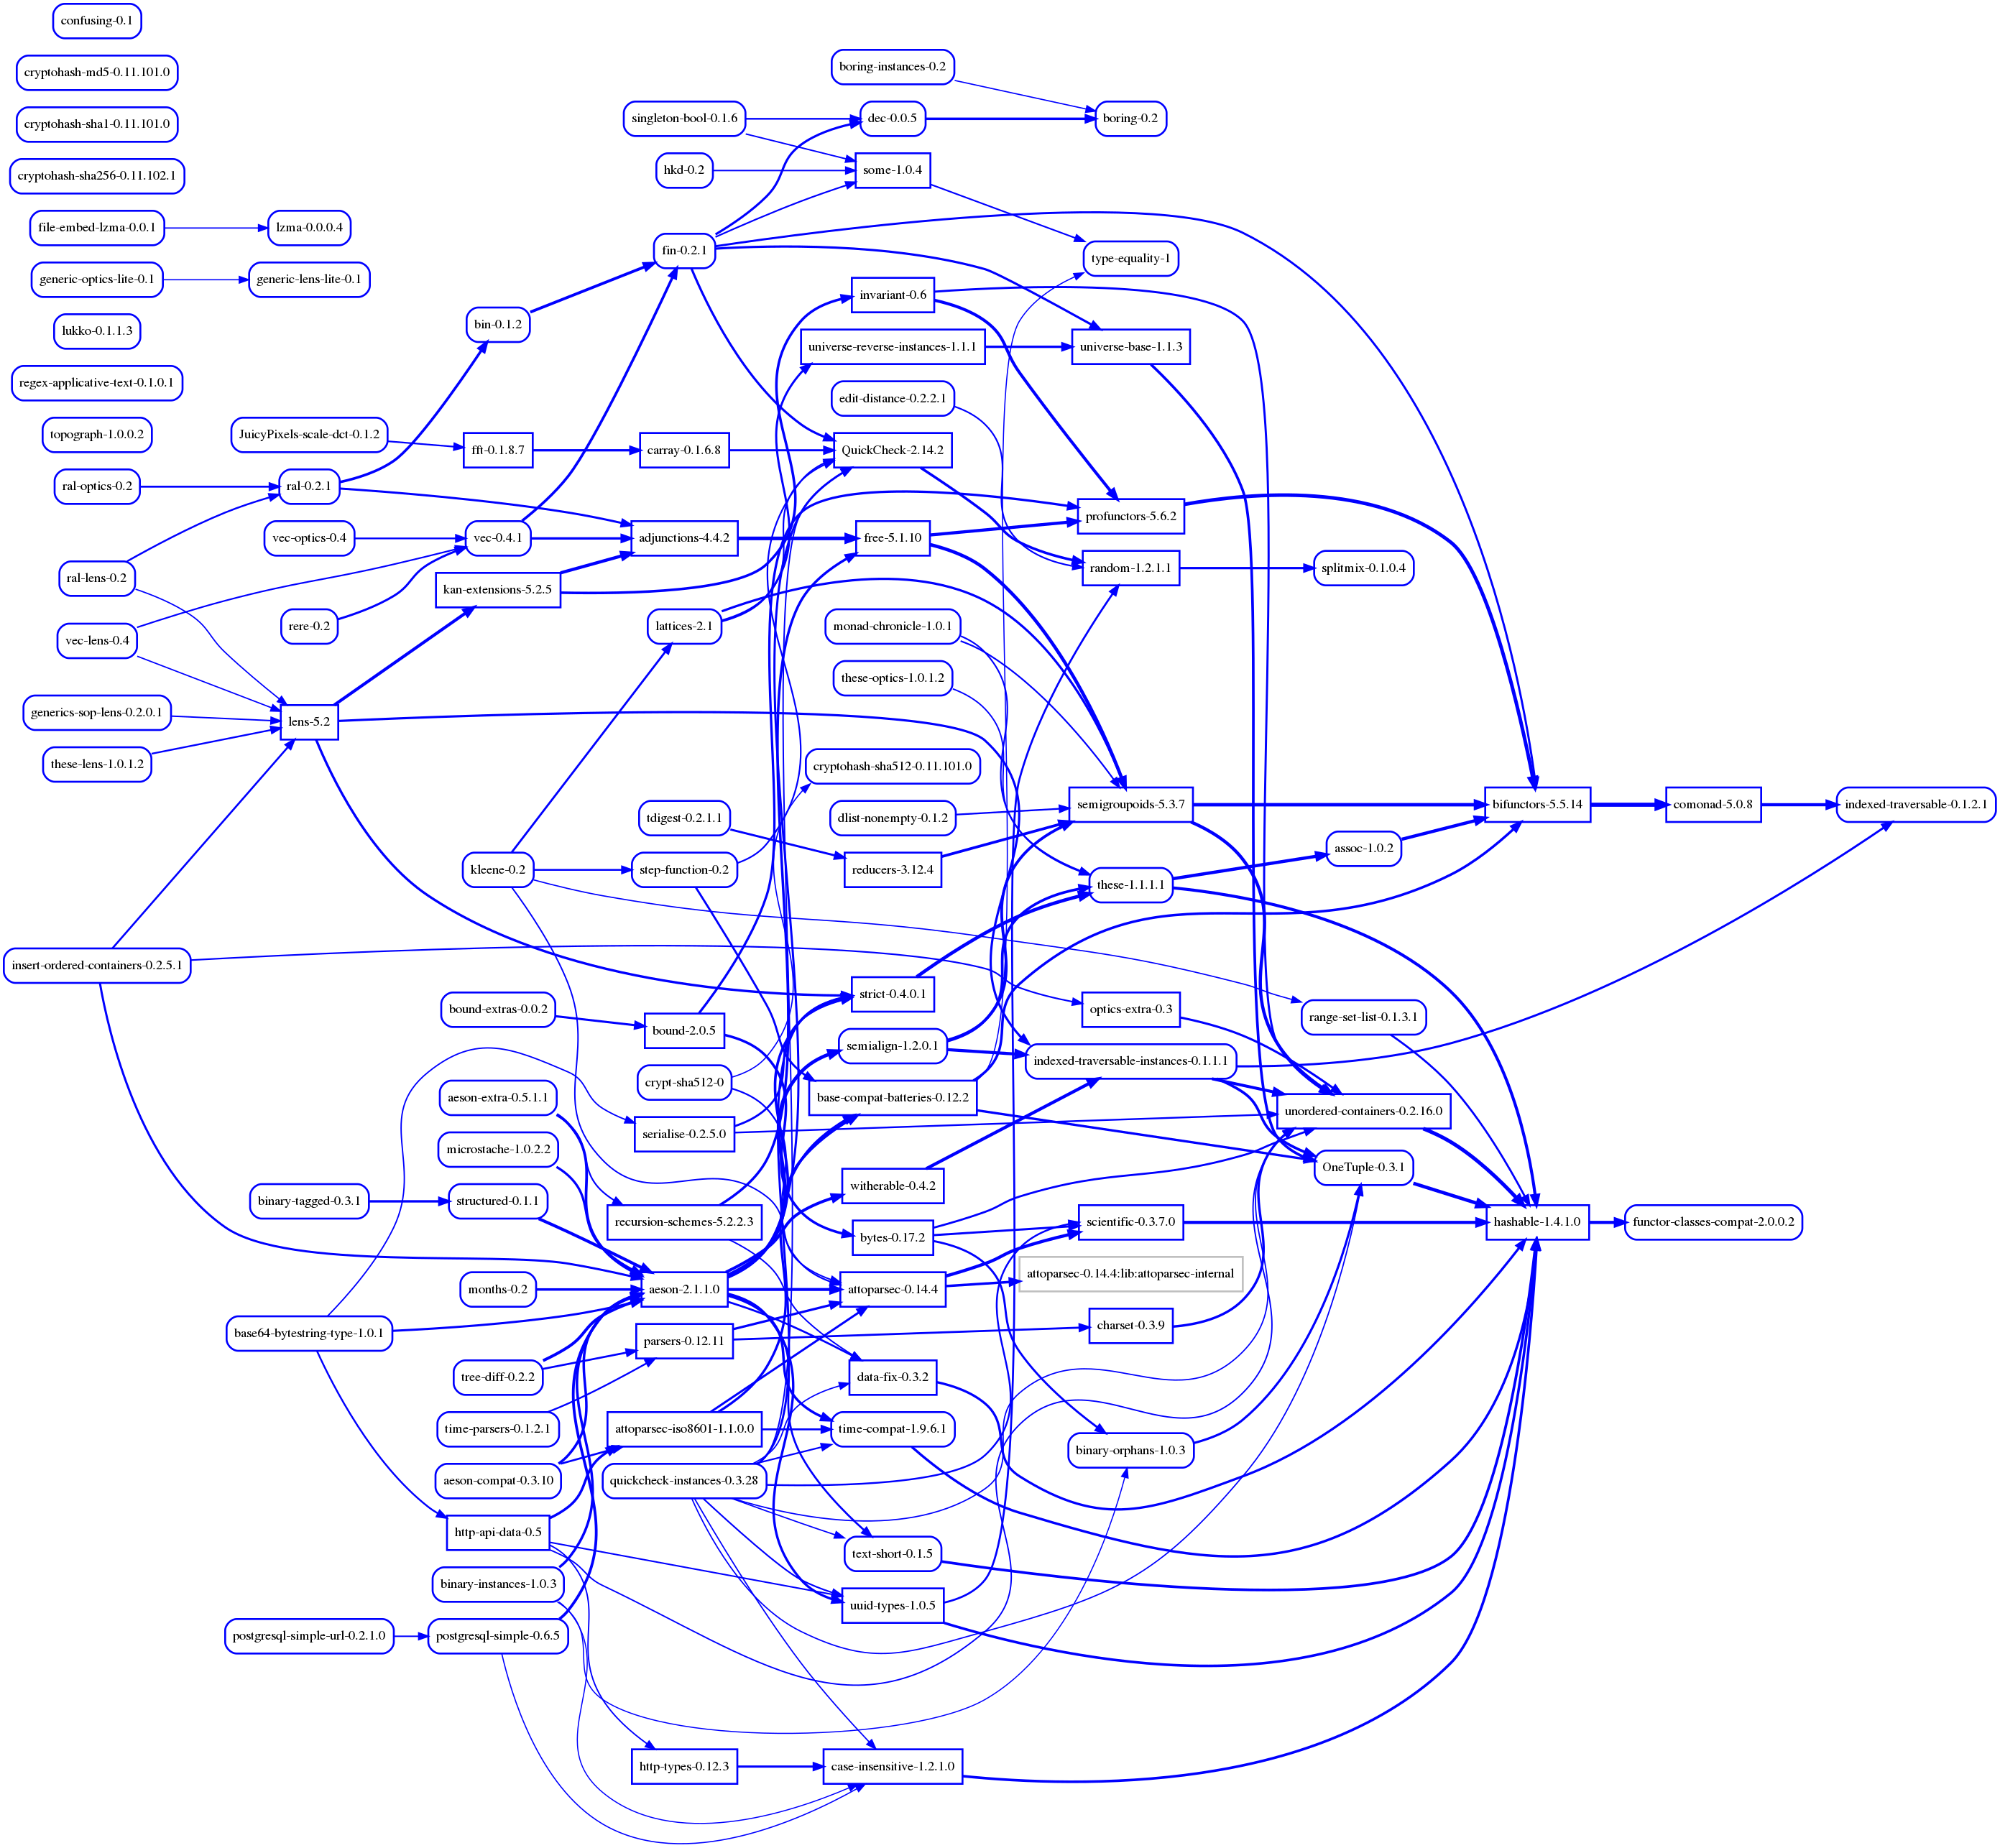 confusing-0.1
cryptohash-md5-0.11.101.0
cryptohash-sha1-0.11.101.0
cryptohash-sha256-0.11.102.1
file-embed-lzma-0.0.1
lzma-0.0.0.4
generic-optics-lite-0.1
generic-lens-lite-0.1
lukko-0.1.1.3
regex-applicative-text-0.1.0.1
topograph-1.0.0.2
ral-optics-0.2
ral-lens-0.2
vec-lens-0.4
generics-sop-lens-0.2.0.1
these-lens-1.0.1.2
insert-ordered-containers-0.2.5.1
JuicyPixels-scale-dct-0.1.2
ral-0.2.1
vec-optics-0.4
rere-0.2
lens-5.2
binary-tagged-0.3.1
base64-bytestring-type-1.0.1
postgresql-simple-url-0.2.1.0
bin-0.1.2
fft-0.1.8.7
vec-0.4.1
kan-extensions-5.2.5
kleene-0.2
bound-extras-0.0.2
aeson-extra-0.5.1.1
microstache-1.0.2.2
structured-0.1.1
months-0.2
tree-diff-0.2.2
time-parsers-0.1.2.1
aeson-compat-0.3.10
http-api-data-0.5
binary-instances-1.0.3
postgresql-simple-0.6.5
singleton-bool-0.1.6
hkd-0.2
fin-0.2.1
carray-0.1.6.8
adjunctions-4.4.2
lattices-2.1
tdigest-0.2.1.1
step-function-0.2
bound-2.0.5
crypt-sha512-0
serialise-0.2.5.0
recursion-schemes-5.2.2.3
aeson-2.1.1.0
parsers-0.12.11
attoparsec-iso8601-1.1.0.0
quickcheck-instances-0.3.28
http-types-0.12.3
boring-instances-0.2
dec-0.0.5
some-1.0.4
invariant-0.6
universe-reverse-instances-1.1.1
edit-distance-0.2.2.1
QuickCheck-2.14.2
free-5.1.10
monad-chronicle-1.0.1
these-optics-1.0.1.2
cryptohash-sha512-0.11.101.0
dlist-nonempty-0.1.2
reducers-3.12.4
strict-0.4.0.1
semialign-1.2.0.1
base-compat-batteries-0.12.2
witherable-0.4.2
bytes-0.17.2
attoparsec-0.14.4
data-fix-0.3.2
time-compat-1.9.6.1
text-short-0.1.5
uuid-types-1.0.5
case-insensitive-1.2.1.0
boring-0.2
type-equality-1
universe-base-1.1.3
profunctors-5.6.2
random-1.2.1.1
semigroupoids-5.3.7
these-1.1.1.1
optics-extra-0.3
indexed-traversable-instances-0.1.1.1
scientific-0.3.7.0
attoparsec-0.14.4:lib:attoparsec-internal
charset-0.3.9
binary-orphans-1.0.3
splitmix-0.1.0.4
assoc-1.0.2
range-set-list-0.1.3.1
unordered-containers-0.2.16.0
OneTuple-0.3.1
bifunctors-5.5.14
hashable-1.4.1.0
comonad-5.0.8
functor-classes-compat-2.0.0.2
indexed-traversable-0.1.2.1